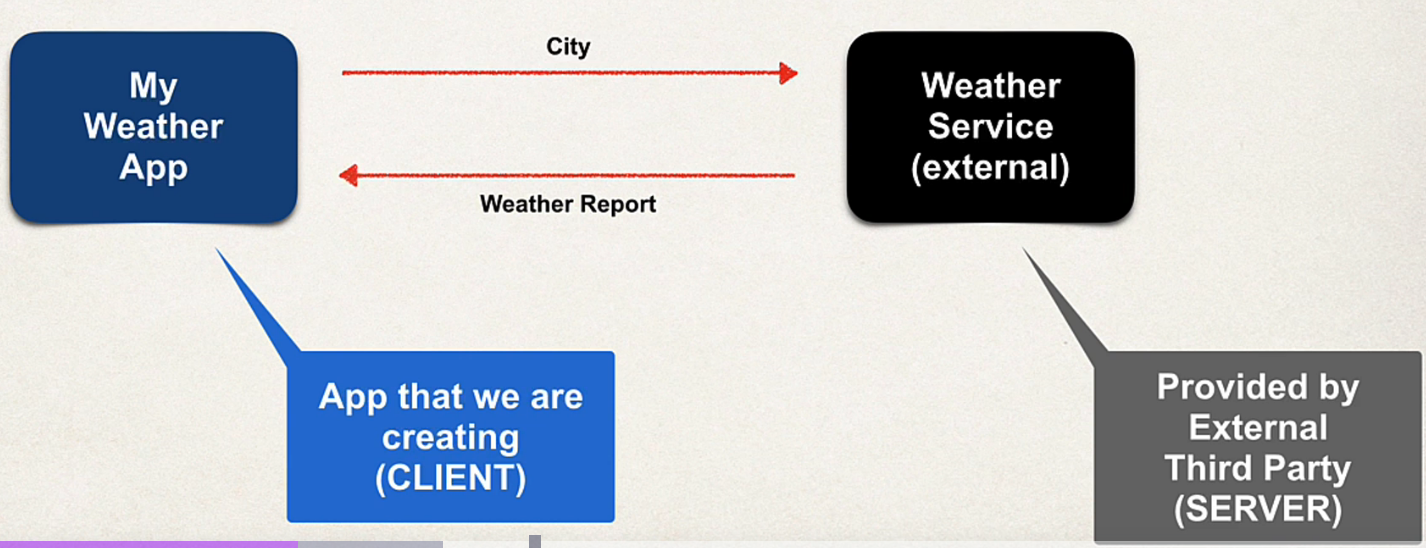 My
Weather
App
City
Weather Report
Weather
Service
(external)
App that we are
creating
(CLIENT)
Provided by
External
Third Party
(SERVER)